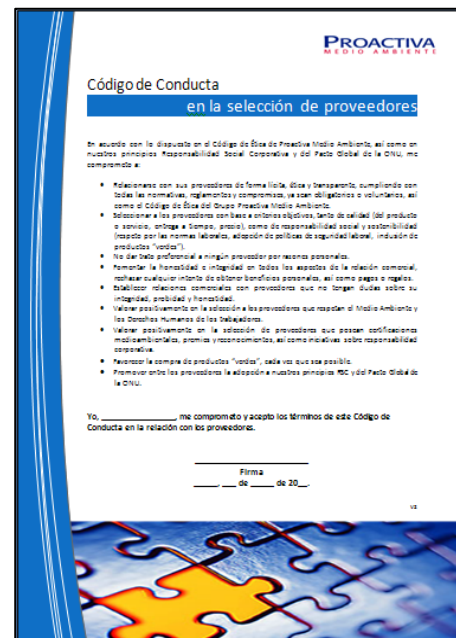 PROACTIVA
MEDIO AMBIENTE
Código de Conducta
en la selección de proveedores
En acuerdo con lo dispuesto en el Código de Ética de Proactiva Medio Ambiente, así como en
nuestros principios Responsabilidad Social Corporativa y del Pacto Global de la ONU, me
comprometo a:
• Relacionarse con sus proveedores de forma lícita, ética y transparente, cumpliendo con
todas las normativas, reglamentos y compromisos, ya sean obligatorios o voluntarios, así
como el Código de Ética del Grupo Proactiva Medio Ambiente.
• Seleccionar a los proveedores con base a criterios objetivos, tanto de calidad (del producto
o servicio, entrega a tiempo, precio), como de responsabilidad social y sostenibilidad
(respeto por las normas laborales, adopción de políticas de seguridad laboral, inclusión de
productos "verdes").
• No dar trato preferencial a ningún proveedor por razones personales.
• Fomentar la honestidad e integridad en todos los aspectos de la relación comercial,
rechazar cualquier intento de obtener beneficios personales, así como pagos o regalos.
• Establecer relaciones comerciales con proveedores que no tengan dudas sobre su
integridad, probidad y honestidad.
• Valorar positivamente en la selección a los proveedores que respetan el Medio Ambiente y
los Derechos Humanos de los trabajadores.
• Valorar positivamente en la selección de proveedores que posean certificaciones
medioambientales, premios y reconocimientos, así como iniciativas sobre responsabilidad
corporativa.
• Favorecer la compra de productos "verdes", cada vez que sea posible.
• Promover entre los proveedores la adopción a nuestros principios RSC y del Pacto Global de
la ONU.
Yo, __________________, me comprometo y acepto los términos de este Código de
Conducta en la relación con los proveedores.
Firma
_____, ___ de _____ de 20__.
V3